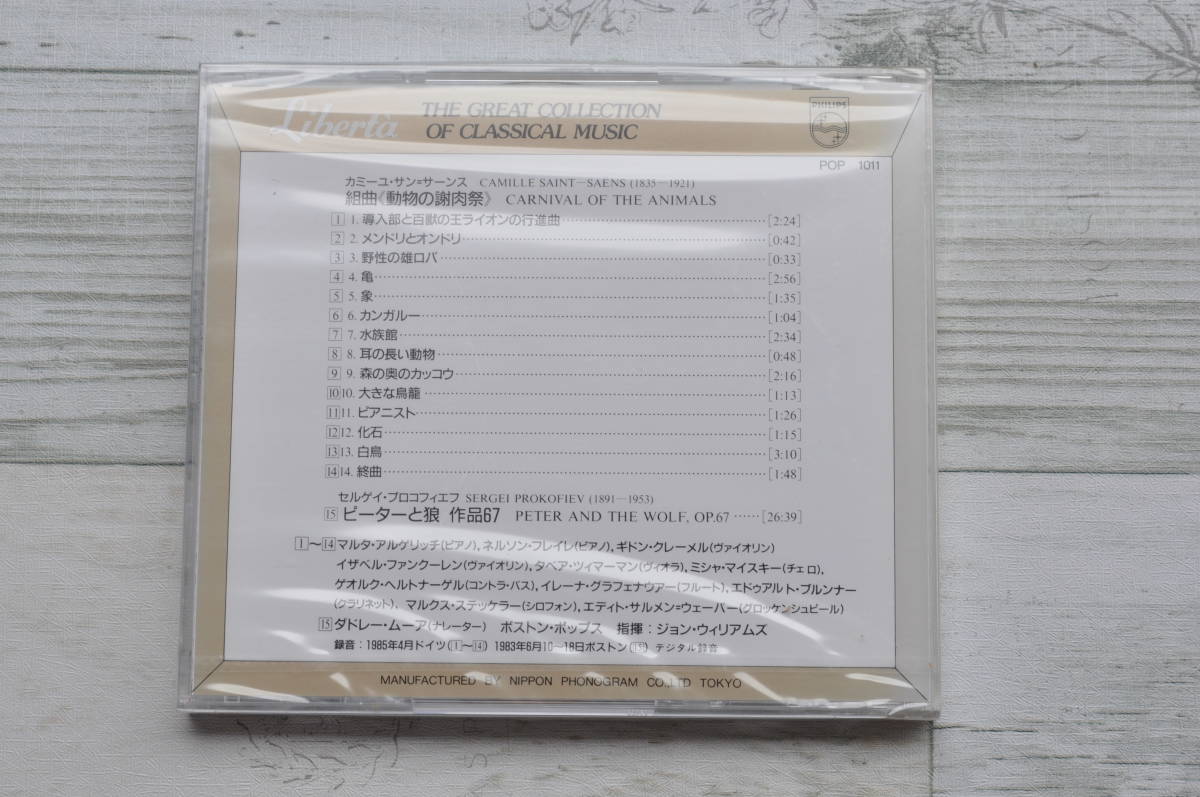 Libertà
THE GREAT COLLECTION
OF CLASSICAL MUSIC
PHILIPS
POP 1011
カミーユ・サン=サーンス CAMILLE SAINT—SAENS (1835—1921)
組曲《動物の謝肉祭》 CARNIVAL OF THE ANIMALS
1 1. 導入部と百獣の王ライオンの行進曲 [2:24]
2 2. メンドリとオンドリ [0:42]
3 3. 野性の雄ロバ [0:33]
4 4. 亀 [2:56]
5 5. 象 [1:35]
6 6. カンガルー [1:04]
7 7. 水族館 [2:34]
8 8. 耳の長い動物 [0:48]
9 9. 森の奥のカッコウ [2:16]
10 10. 大きな鳥籠 [1:13]
11 11. ピアニスト [1:26]
12 12. 化石 [1:15]
13 13. 白鳥 [3:10]
14 14. 終曲 [1:48]
セルゲイ・プロコフィエフ SERGEI PROKOFIEV (1891—1953)
15 ピーターと狼 作品67 PETER AND THE WOLF, OP.67 …… [26:39]
1～14 マルタ・アルゲリッチ(ピアノ), ネルソン・フレイレ(ピアノ), ギドン・クレーメル(ヴァイオリン)
イザベル・ファンクーレン(ヴァイオリン), タベア・ツィマーマン(ヴィオラ), ミシャ・マイスキー(チェロ),
ゲオルク・ヘルトナーゲル(コントラ・バス), イレーナ・グラフェナウアー(フルート), エドゥアルト・ブルンナー
(クラリネット), マルクス・ステッケラー(シロフォン), エディト・サルメン=ウェーバー(グロッケンシュピール)
15 ダドレー・ムーア(ナレーター) ボストン・ポップス 指揮：ジョン・ウィリアムズ
録音：1985年4月ドイツ(1～14) 1983年6月10～18日ボストン(15) デジタル録音
MANUFACTURED BY NIPPON PHONOGRAM CO.,LTD TOKYO